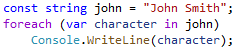 const string john = "John Smith";
foreach (var character in john)
    Console.WriteLine(character);